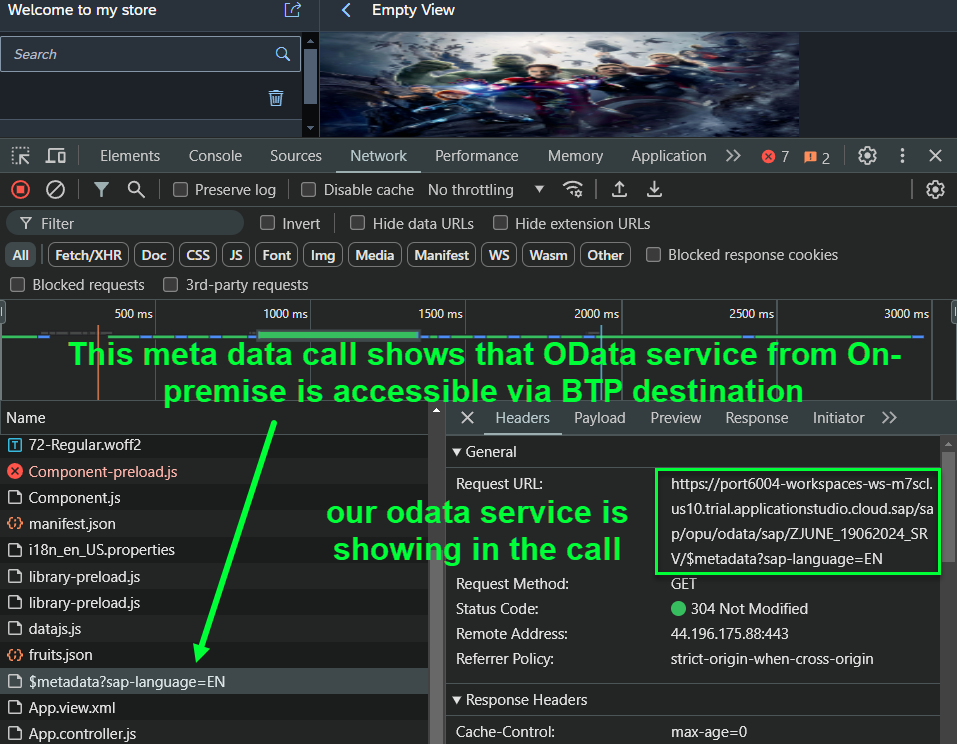 Welcome to my store
Empty View
Search
Elements Console Sources Network Performance Memory Application 7 2
Preserve log Disable cache No throttling
Filter Invert Hide data URLs Hide extension URLs
All Fetch/XHR Doc CSS JS Font Img Media Manifest WS Wasm Other Blocked response cookies
Blocked requests 3rd-party requests
500 ms 1000 ms 1500 ms 2000 ms 2500 ms 3000 ms
This meta data call shows that OData service from On-
premise is accessible via BTP destination
Name
72-Regular.woff2
Component-preload.js
Component.js
manifest.json
i18n_en_US.properties
library-preload.js
library-preload.js
datajs.js
fruits.json
$metadata?sap-language=EN
App.view.xml
App.controller.js
Headers Payload Preview Response Initiator
General
Request URL:
https://port6004-workspaces-ws-m7scl.
us10.trial.applicationstudio.cloud.sap/sa
p/opu/odata/sap/ZJUNE_19062024_SR
V/$metadata?sap-language=EN
our odata service is
showing in the call
Request Method: GET
Status Code: 304 Not Modified
Remote Address: 44.196.175.88:443
Referrer Policy: strict-origin-when-cross-origin
Response Headers
Cache-Control: max-age=0